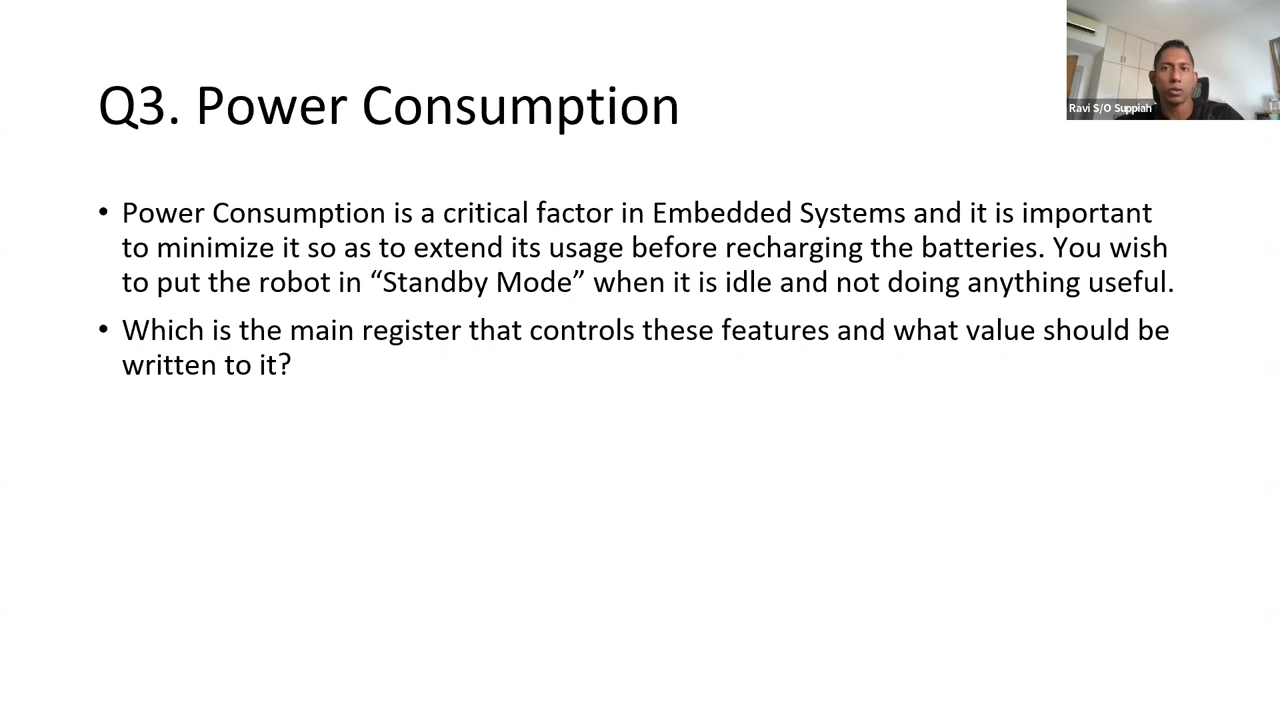 Q3. Power Consumption
Ravi S/O Suppiah
• Power Consumption is a critical factor in Embedded Systems and it is important
to minimize it so as to extend its usage before recharging the batteries. You wish
to put the robot in “Standby Mode” when it is idle and not doing anything useful.
• Which is the main register that controls these features and what value should be
written to it?